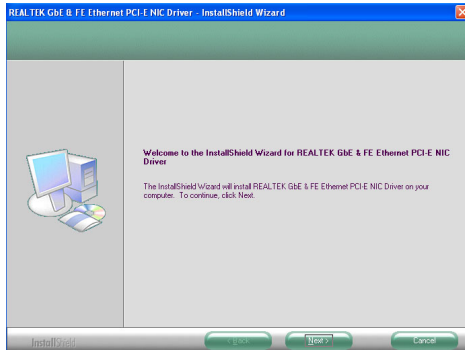 REALTEK GbE & FE Ethernet PCI-E NIC Driver - InstallShield Wizard
Welcome to the InstallShield Wizard for REALTEK GbE & FE Ethernet PCI-E NIC
Driver
The InstallShield Wizard will install REALTEK GbE & FE Ethernet PCI-E NIC Driver on your
computer. To continue, click Next.
InstallShield
< Back
Next >
Cancel